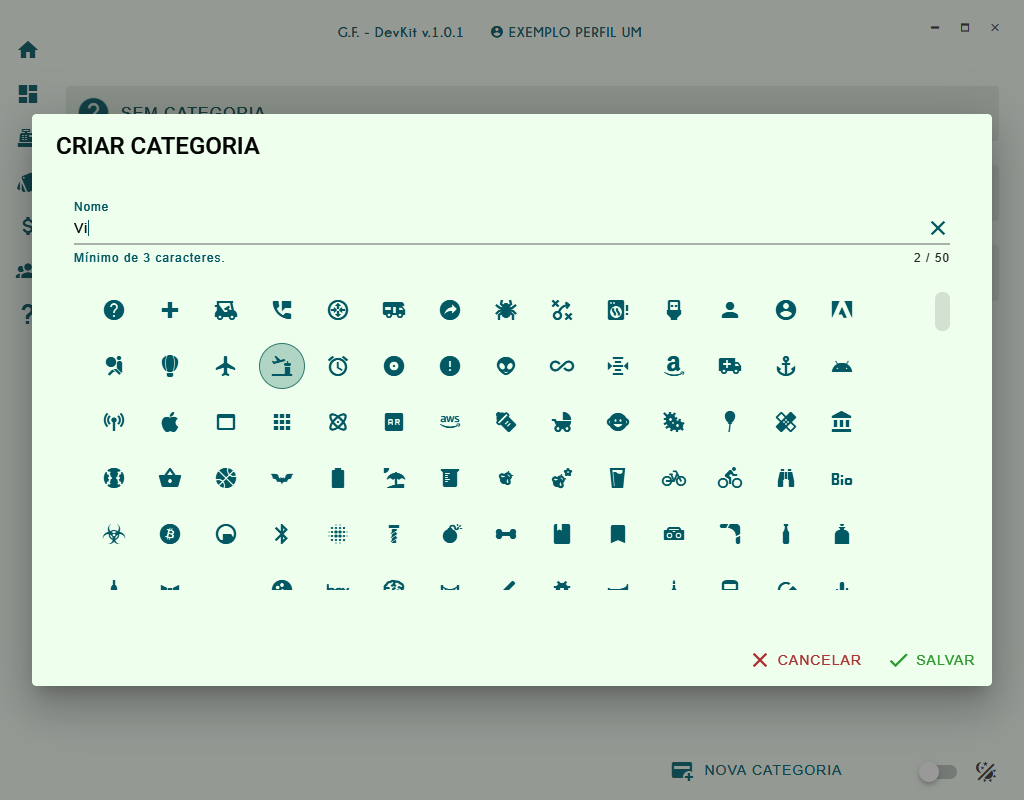 G.F. - DevKit v.1.0.1 EXEMPLO PERFIL UM
SEM CATEGORIA
CRIAR CATEGORIA
Nome
Vi
Mínimo de 3 caracteres.
2 / 50
AR
aws
Bio
CANCELAR
SALVAR
NOVA CATEGORIA